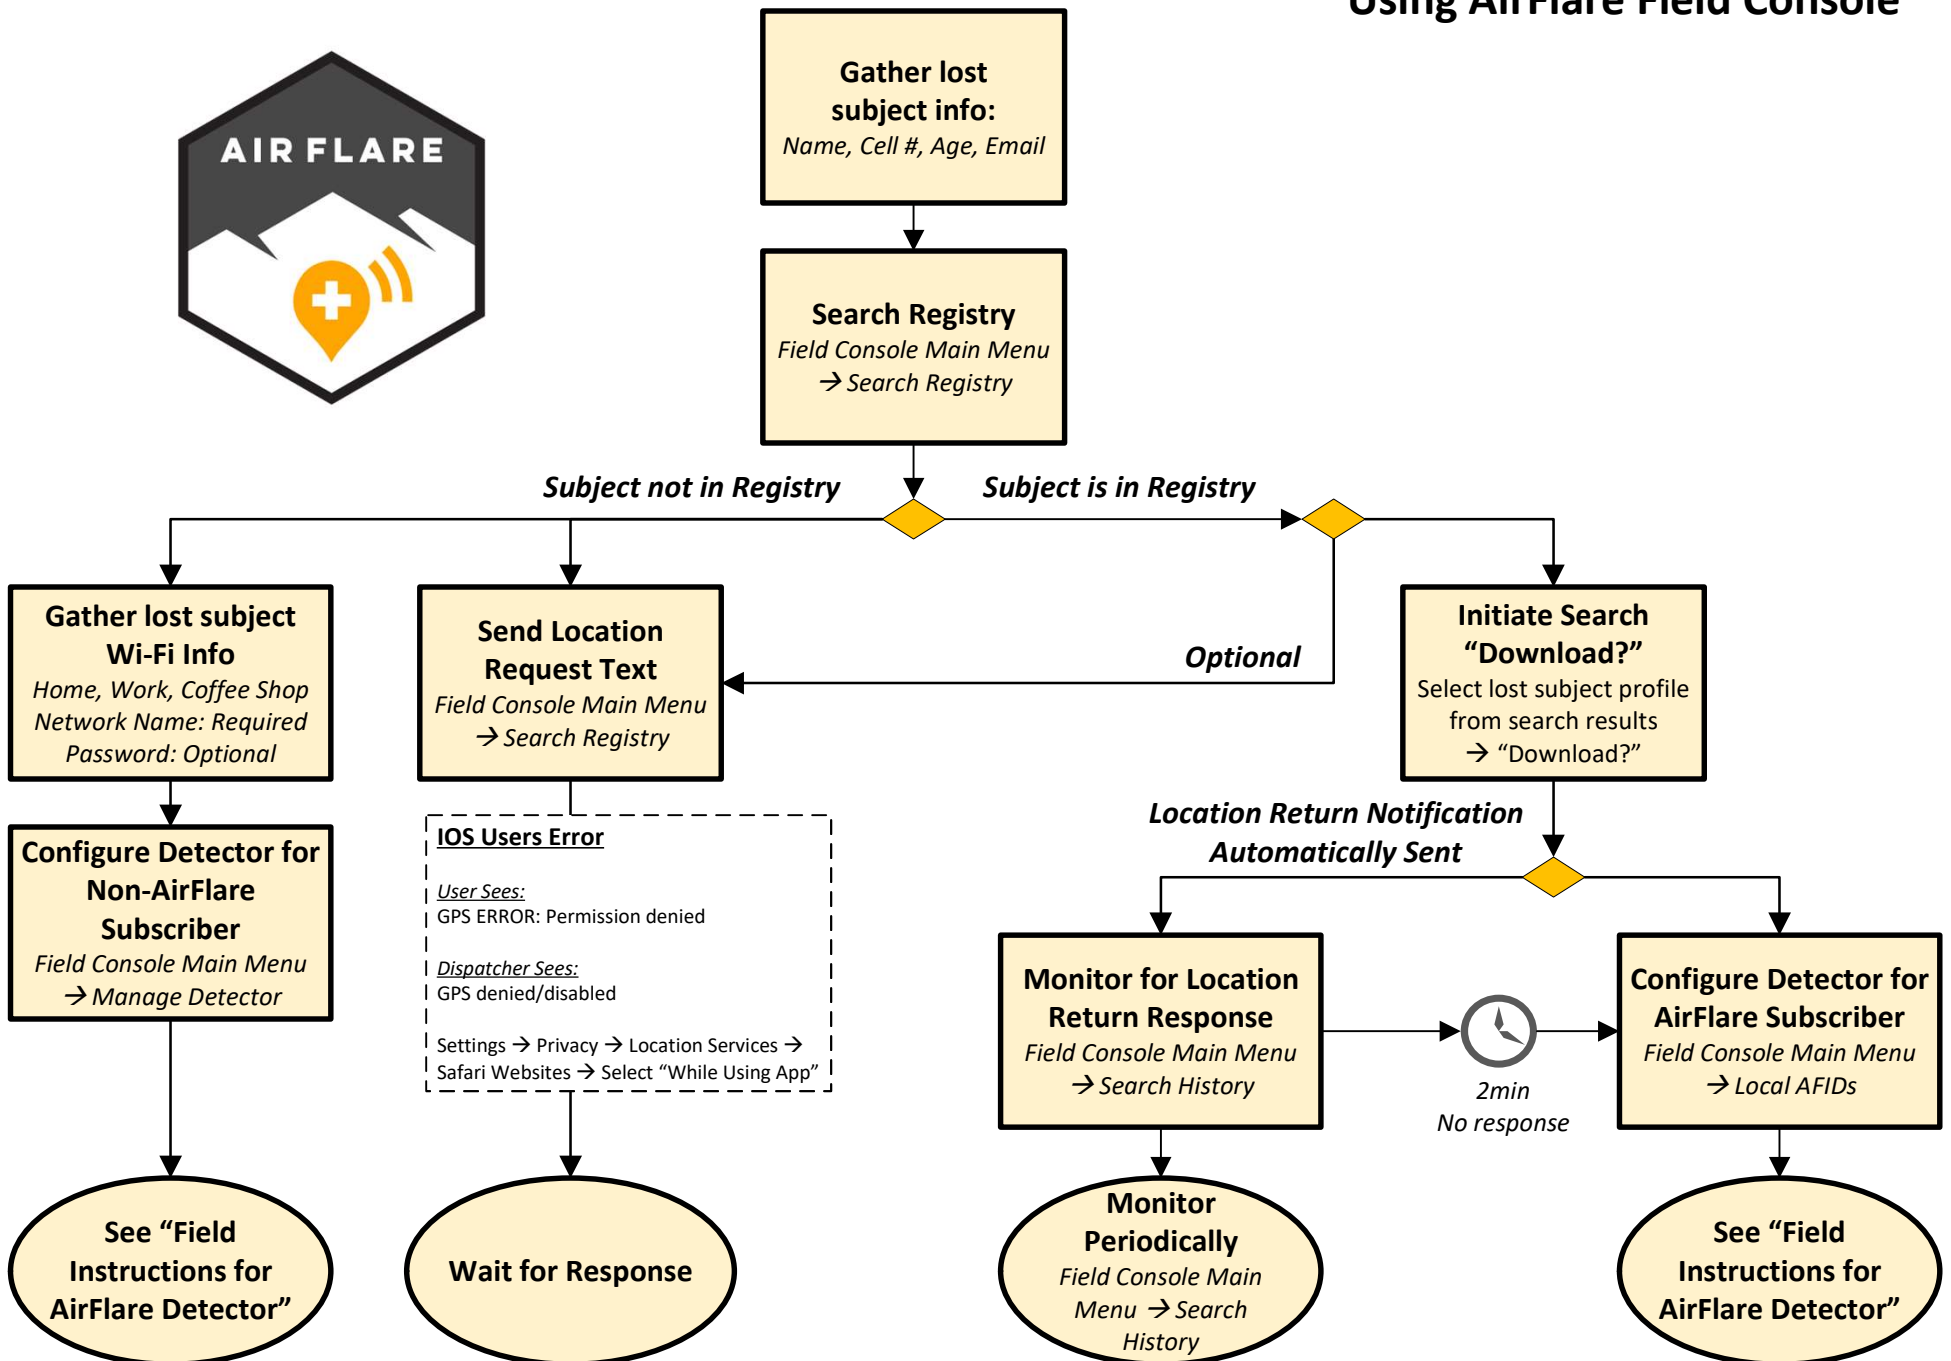 Using AirFlare Field Console
AIR FLARE
Gather lost
subject info:
Name, Cell #, Age, Email
Search Registry
Field Console Main Menu
→ Search Registry
Subject not in Registry
Subject is in Registry
Gather lost subject
Wi-Fi Info
Home, Work, Coffee Shop
Network Name: Required
Password: Optional
Send Location
Request Text
Field Console Main Menu
→ Search Registry
Optional
Initiate Search
“Download?”
Select lost subject profile
from search results
→ “Download?”
Configure Detector for
Non-AirFlare
Subscriber
Field Console Main Menu
→ Manage Detector
IOS Users Error
User Sees:
GPS ERROR: Permission denied
Dispatcher Sees:
GPS denied/disabled
Settings → Privacy → Location Services →
Safari Websites → Select “While Using App”
Location Return Notification
Automatically Sent
Monitor for Location
Return Response
Field Console Main Menu
→ Search History
2min
No response
Configure Detector for
AirFlare Subscriber
Field Console Main Menu
→ Local AFIDs
See “Field
Instructions for
AirFlare Detector”
Wait for Response
Monitor
Periodically
Field Console Main
Menu → Search
History
See “Field
Instructions for
AirFlare Detector”